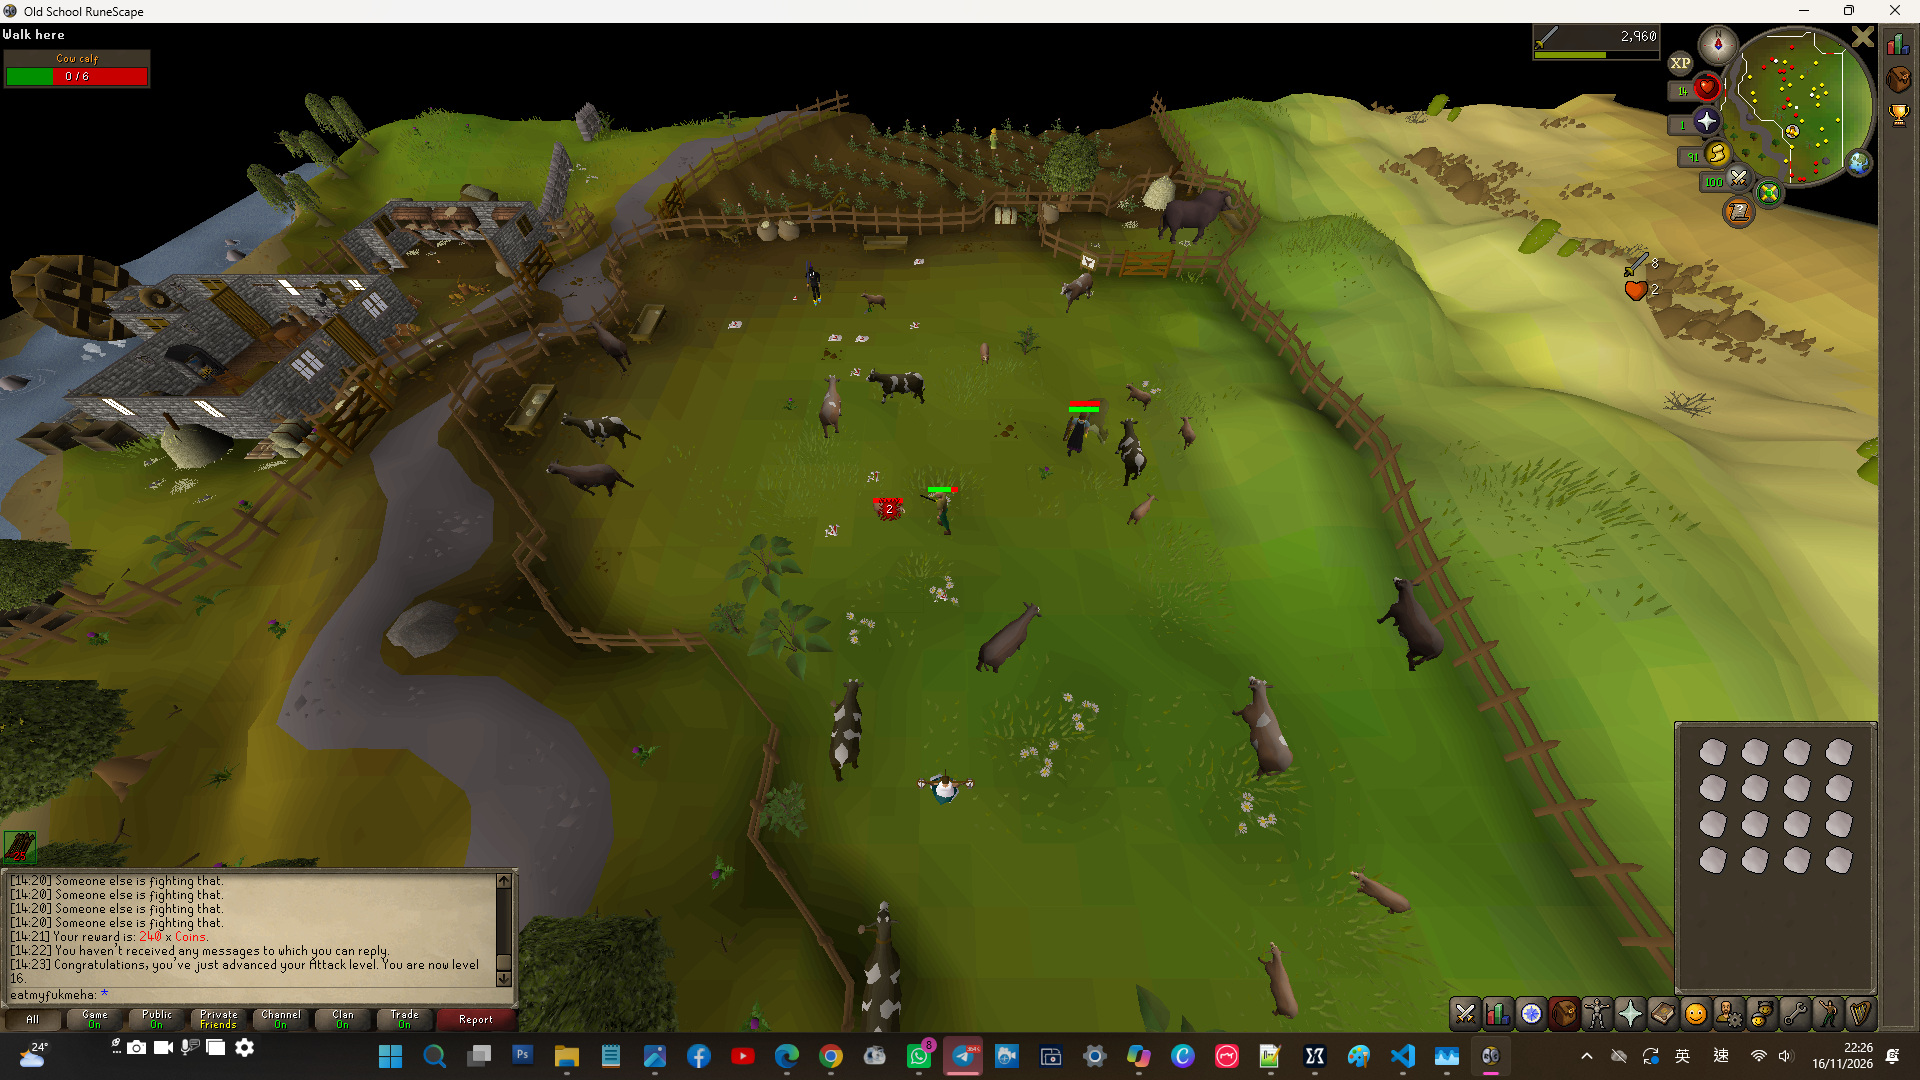 Old School RuneScape
Walk here
Cow calf
0 / 6
2,960
XP
N
14
1
91
100
8
2
2
[14:20] Someone else is fighting that.
[14:20] Someone else is fighting that.
[14:20] Someone else is fighting that.
[14:20] Someone else is fighting that.
[14:21] Your reward is: 240 x Coins.
[14:22] You haven't received any messages to which you can reply.
[14:23] Congratulations, you've just advanced your Attack level. You are now level
16.
eatmyfukmeha: *
All
Game
On
Public
On
Private
Friends
Channel
On
Clan
On
Trade
On
Report
24°
Ps
8
英
速
22:26
16/11/2026